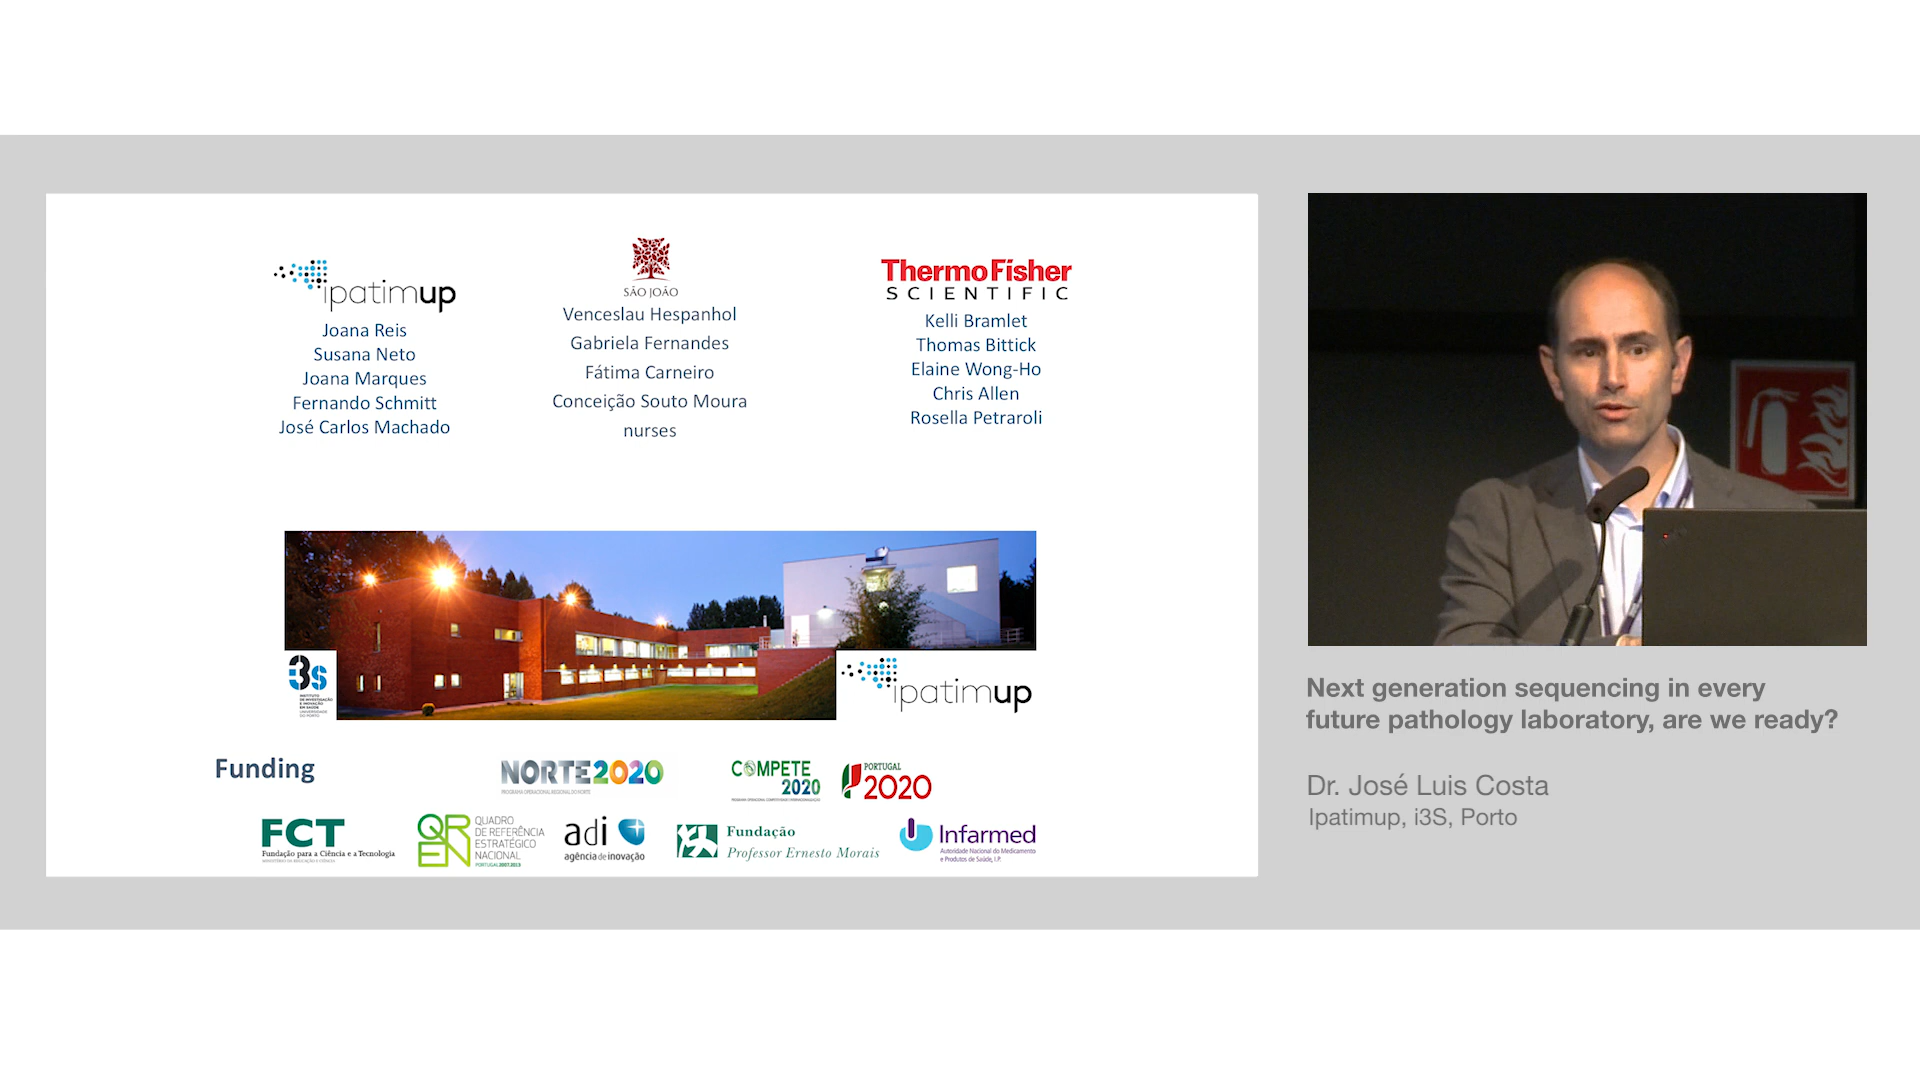 ipatimup
Joana Reis
Susana Neto
Joana Marques
Fernando Schmitt
José Carlos Machado
SÃO JOÃO
Venceslau Hespanhol
Gabriela Fernandes
Fátima Carneiro
Conceição Souto Moura
nurses
ThermoFisher
SCIENTIFIC
Kelli Bramlet
Thomas Bittick
Elaine Wong-Ho
Chris Allen
Rosella Petraroli
i3s
INSTITUTO
DE INVESTIGAÇÃO
E INOVAÇÃO
EM SAÚDE
UNIVERSIDADE
DO PORTO
ipatimup
Funding
NORTE2020
PROGRAMA OPERACIONAL REGIONAL DO NORTE
COMPETE
2020
PROGRAMA OPERACIONAL COMPETITIVIDADE E INTERNACIONALIZAÇÃO
PORTUGAL
2020
FCT
Fundação para a Ciência e a Tecnologia
MINISTÉRIO DA EDUCAÇÃO E CIÊNCIA
QREN
QUADRO
DE REFERÊNCIA
ESTRATÉGICO
NACIONAL
PORTUGAL 2007.2013
adi
agência de inovação
Fundação
Professor Ernesto Morais
Infarmed
Autoridade Nacional do Medicamento
e Produtos de Saúde, I.P.
Next generation sequencing in every
future pathology laboratory, are we ready?
Dr. José Luis Costa
Ipatimup, i3S, Porto